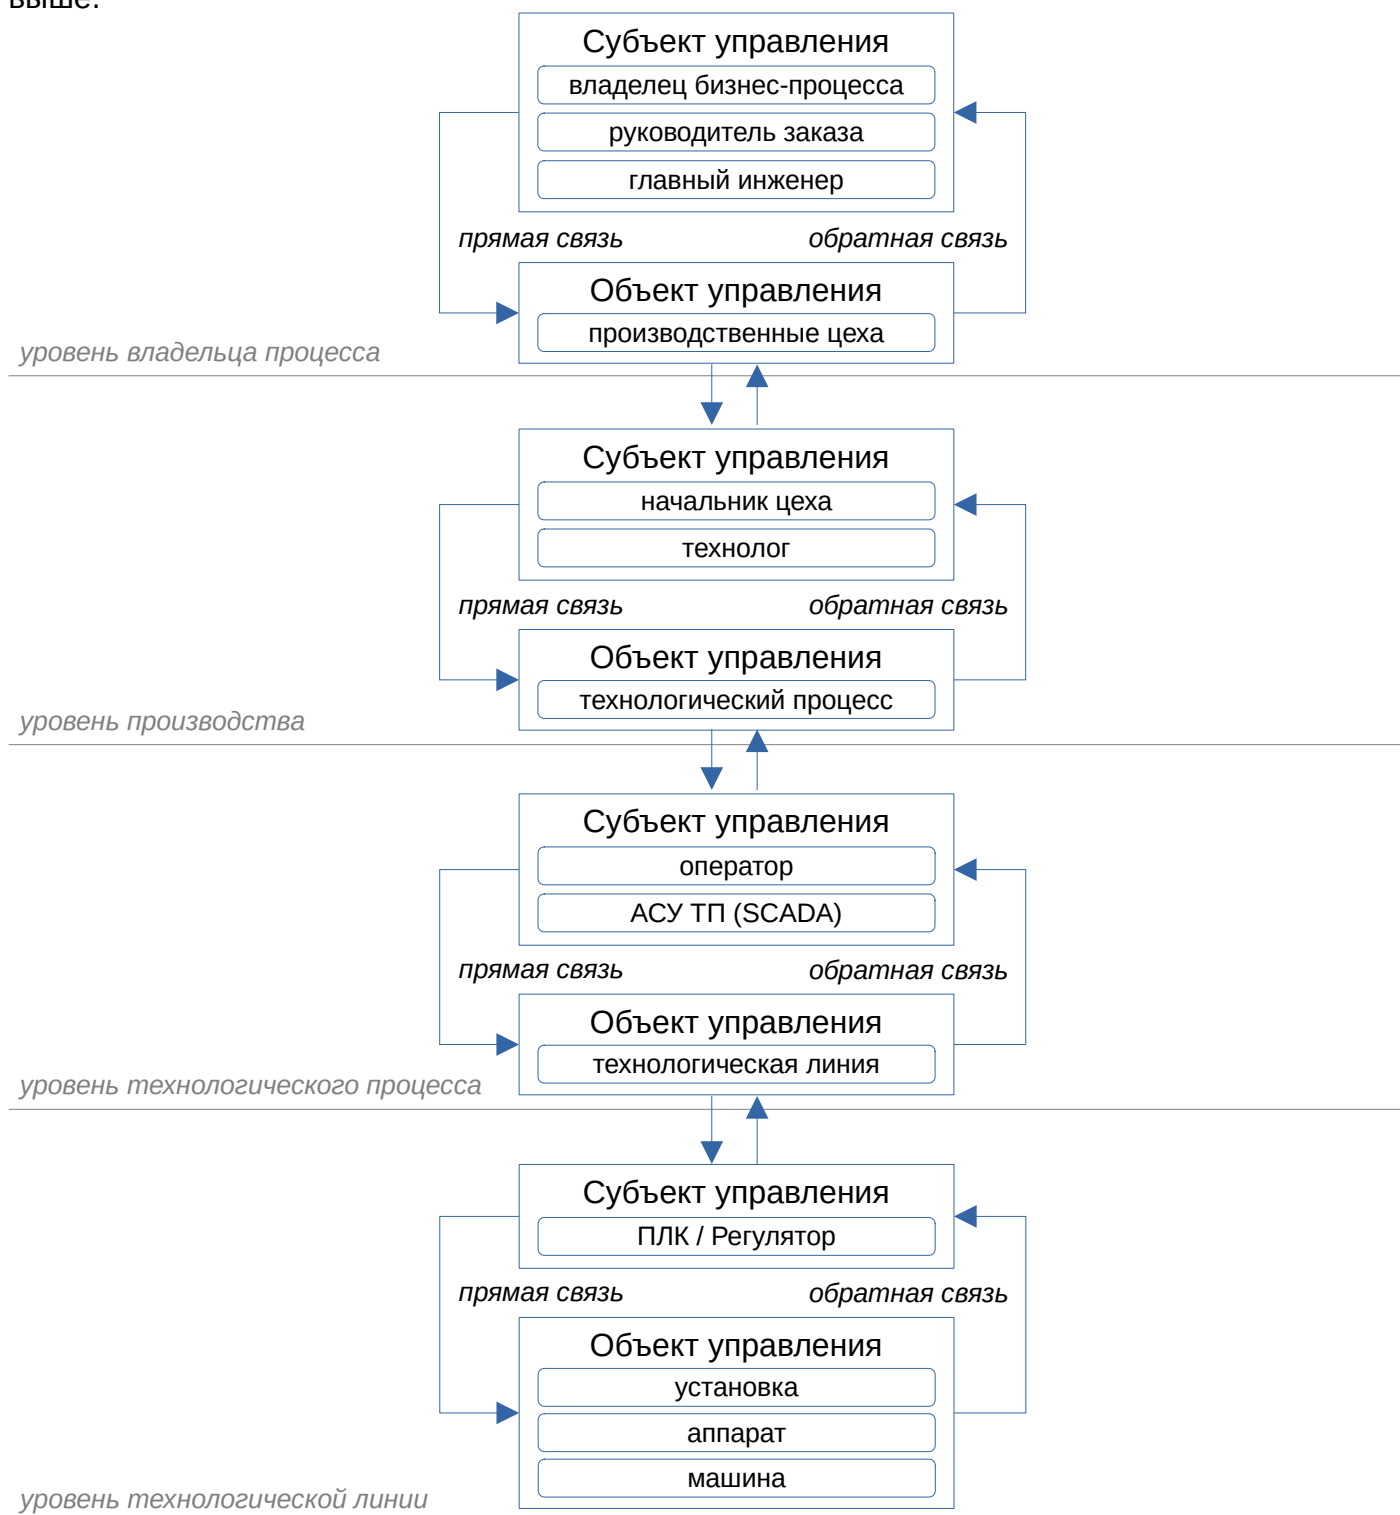 выше.
Субъект управления
владелец бизнес-процесса
руководитель заказа
главный инженер
прямая связь
обратная связь
Объект управления
производственные цеха
уровень владельца процесса
Субъект управления
начальник цеха
технолог
прямая связь
обратная связь
Объект управления
технологический процесс
уровень производства
Субъект управления
оператор
АСУ ТП (SCADA)
прямая связь
обратная связь
Объект управления
технологическая линия
уровень технологического процесса
Субъект управления
ПЛК / Регулятор
прямая связь
обратная связь
Объект управления
установка
аппарат
машина
уровень технологической линии